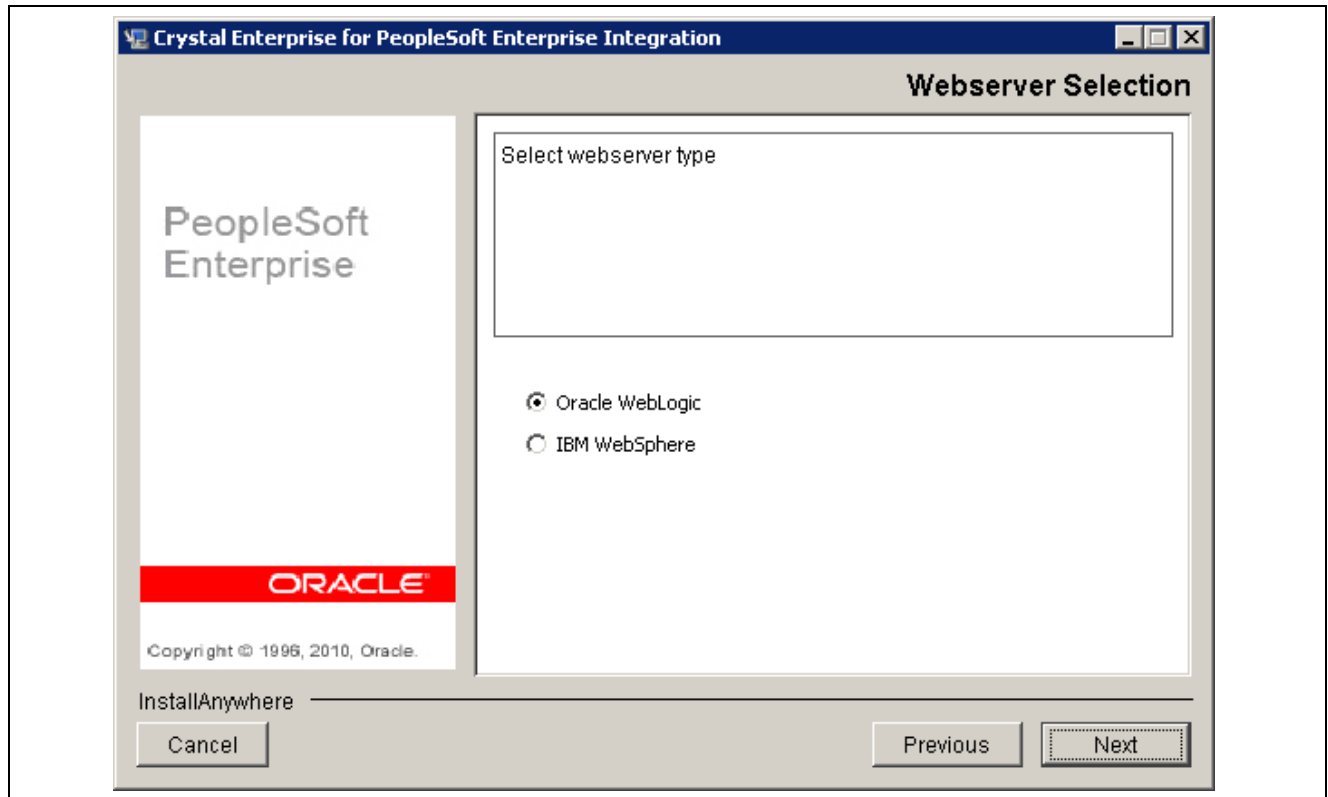 Crystal Enterprise for PeopleSoft Enterprise Integration
Webserver Selection
Select webserver type
PeopleSoft
Enterprise
Oracle WebLogic
IBM WebSphere
ORACLE
Copyright © 1996, 2010, Oracle.
InstallAnywhere
Cancel
Previous
Next